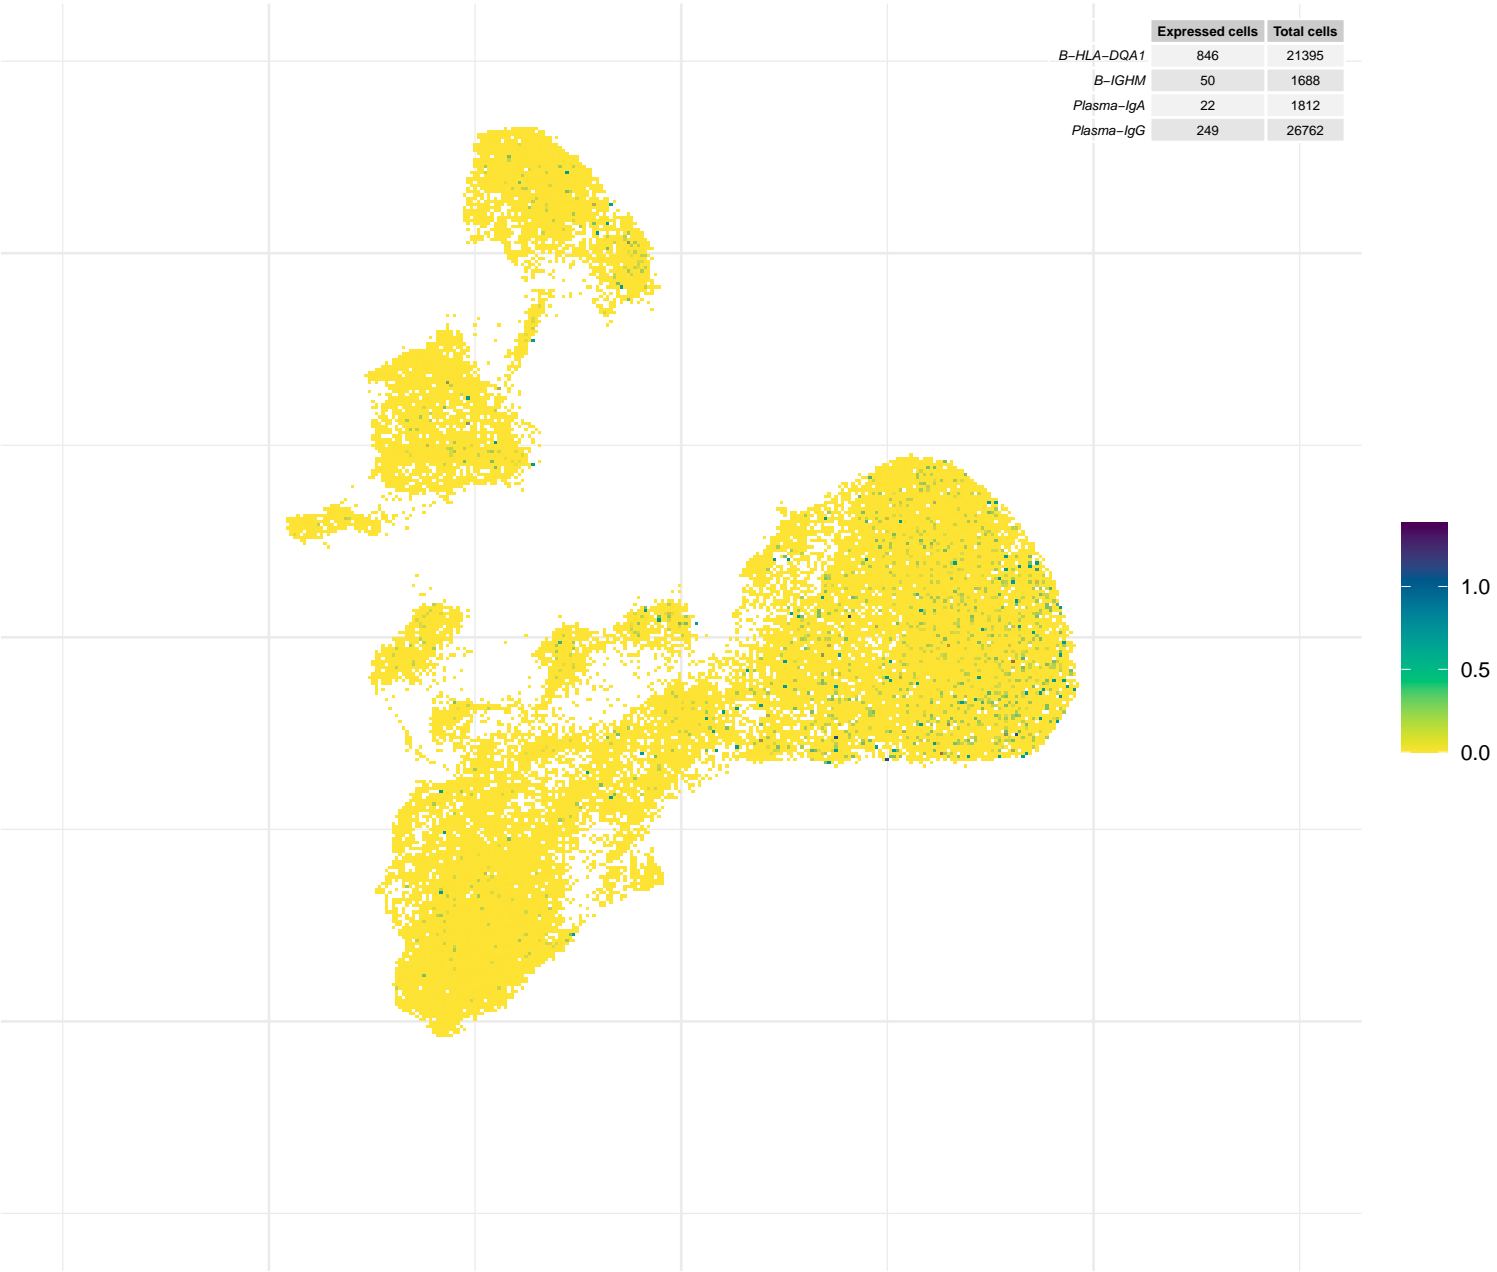 Expressed cells Total cells
B−HLA−DQA1 846 21395
B−IGHM 50 1688
Plasma−IgA 22 1812
Plasma−IgG 249 26762
1.0
0.5
0.0